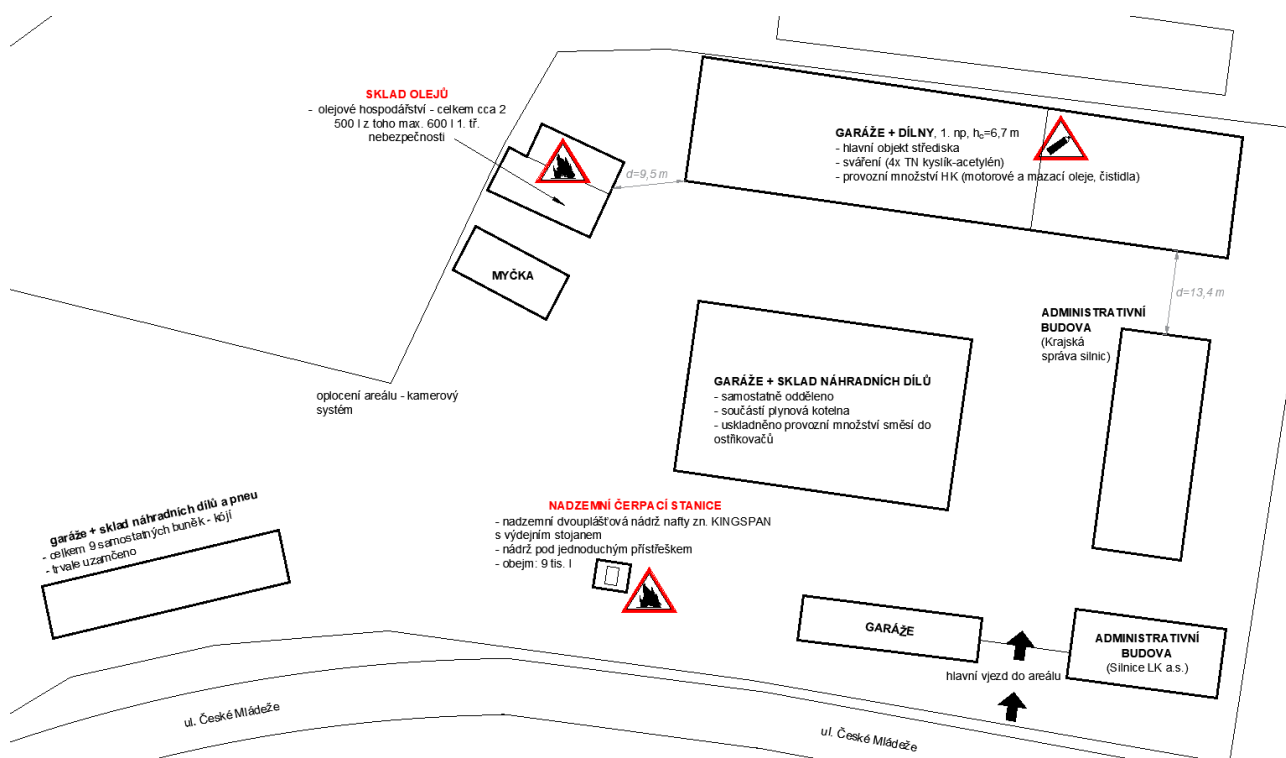 SKLAD OLEJŮ
- olejové hospodářství - celkem cca 2
500 l z toho max. 600 l 1. tř.
nebezpečnosti
GARÁŽE + DÍLNY, 1. np, hc=6,7 m
- hlavní objekt střediska
- sváření (4x TN kyslík-acetylén)
- provozní množství HK (motorové a mazací oleje, čistidla)
d=9,5 m
MYČKA
d=13,4 m
ADMINISTRATIVNÍ
BUDOVA
(Krajská
správa silnic)
GARÁŽE + SKLAD NÁHRADNÍCH DÍLŮ
- samostatně odděleno
- součástí plynová kotelna
- uskladněno provozní množství směsí do
ostřikovačů
oplocení areálu - kamerový
systém
garáže + sklad náhradních dílů a pneu
- celkem 9 samostatných buněk - kójí
- trvale uzamčeno
NADZEMNÍ ČERPACÍ STANICE
- nadzemní dvouplášťová nádrž nafty zn. KINGSPAN
s výdejním stojanem
- nádrž pod jednoduchým přístřeškem
- obejm: 9 tis. l
GARÁŽE
ADMINISTRATIVNÍ
BUDOVA
(Silnice LK a.s.)
hlavní vjezd do areálu
ul. České Mládeže
ul. České Mládeže